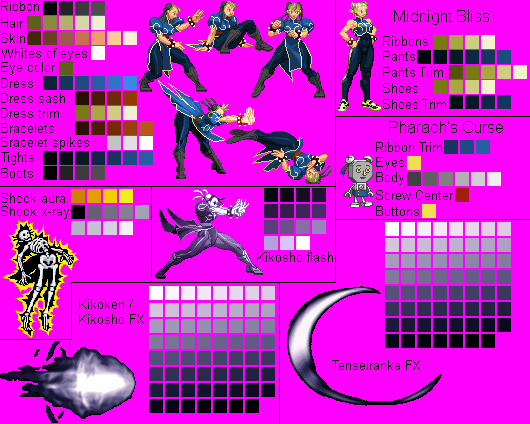 Ribbon
Hair
Skin
Whites of eyes
Eye color
Dress
Dress sash
Dress trim
Bracelets
Bracelet spikes
Tights
Boots
Midnight Bliss
Ribbons
Pants
Pants Trim
Shoes
Shoes Trim
Pharaoh's Curse
Ribbon Trim
Eyes
Body
Screw Center
Buttons
Shock aura
Shock x-ray
Kikosho flash
Kikoken /
Kikosho FX
Tenseiranka FX